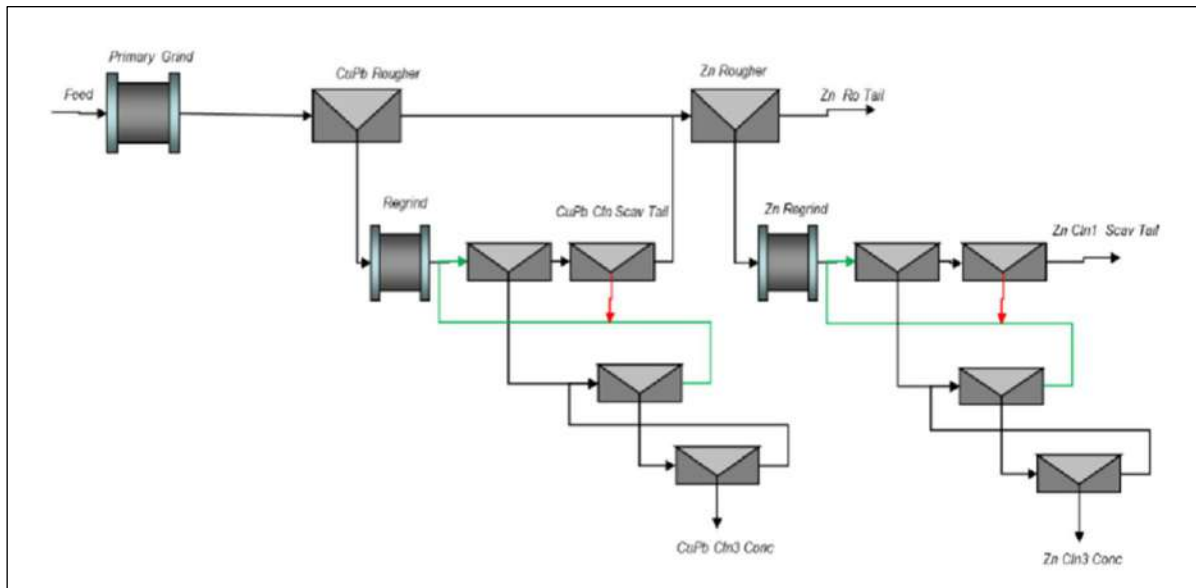 Primary Grind
Feed
CuPb Rougher
Zn Rougher
Zn Ro Tail
Regrind
CuPb Cln Scav Tail
Zn Regrind
Zn Cln1 Scav Tail
CuPb Cln3 Conc
Zn Cln3 Conc